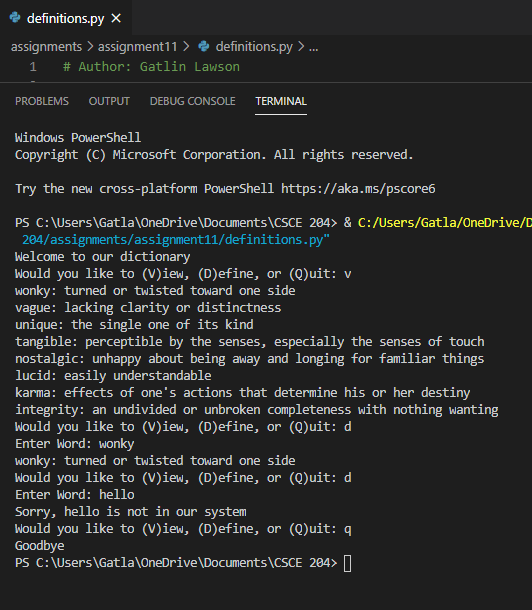 definitions.py
assignments > assignment11 > definitions.py > ...
1 # Author: Gatlin Lawson
PROBLEMS OUTPUT DEBUG CONSOLE TERMINAL
Windows PowerShell
Copyright (C) Microsoft Corporation. All rights reserved.
Try the new cross-platform PowerShell https://aka.ms/pscore6
PS C:\Users\Gatla\OneDrive\Documents\CSCE 204> & C:/Users/Gatla/OneDrive/D
204/assignments/assignment11/definitions.py"
Welcome to our dictionary
Would you like to (V)iew, (D)efine, or (Q)uit: v
wonky: turned or twisted toward one side
vague: lacking clarity or distinctness
unique: the single one of its kind
tangible: perceptible by the senses, especially the senses of touch
nostalgic: unhappy about being away and longing for familiar things
lucid: easily understandable
karma: effects of one's actions that determine his or her destiny
integrity: an undivided or unbroken completeness with nothing wanting
Would you like to (V)iew, (D)efine, or (Q)uit: d
Enter Word: wonky
wonky: turned or twisted toward one side
Would you like to (V)iew, (D)efine, or (Q)uit: d
Enter Word: hello
Sorry, hello is not in our system
Would you like to (V)iew, (D)efine, or (Q)uit: q
Goodbye
PS C:\Users\Gatla\OneDrive\Documents\CSCE 204>